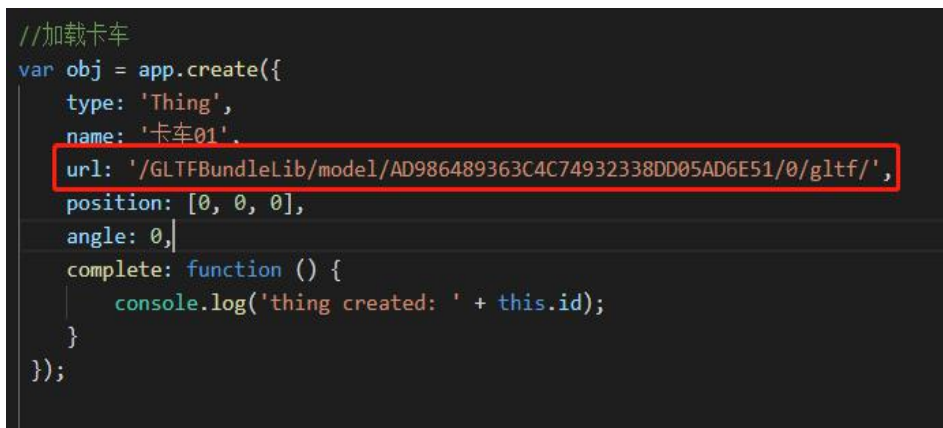 //加载卡车
var obj = app.create({
type: 'Thing',
name: '卡车01',
url: '/GLTFBundleLib/model/AD986489363C4C74932338DD05AD6E51/0/gltf/',
position: [0, 0, 0],
angle: 0,
complete: function () {
console.log('thing created: ' + this.id);
}
});